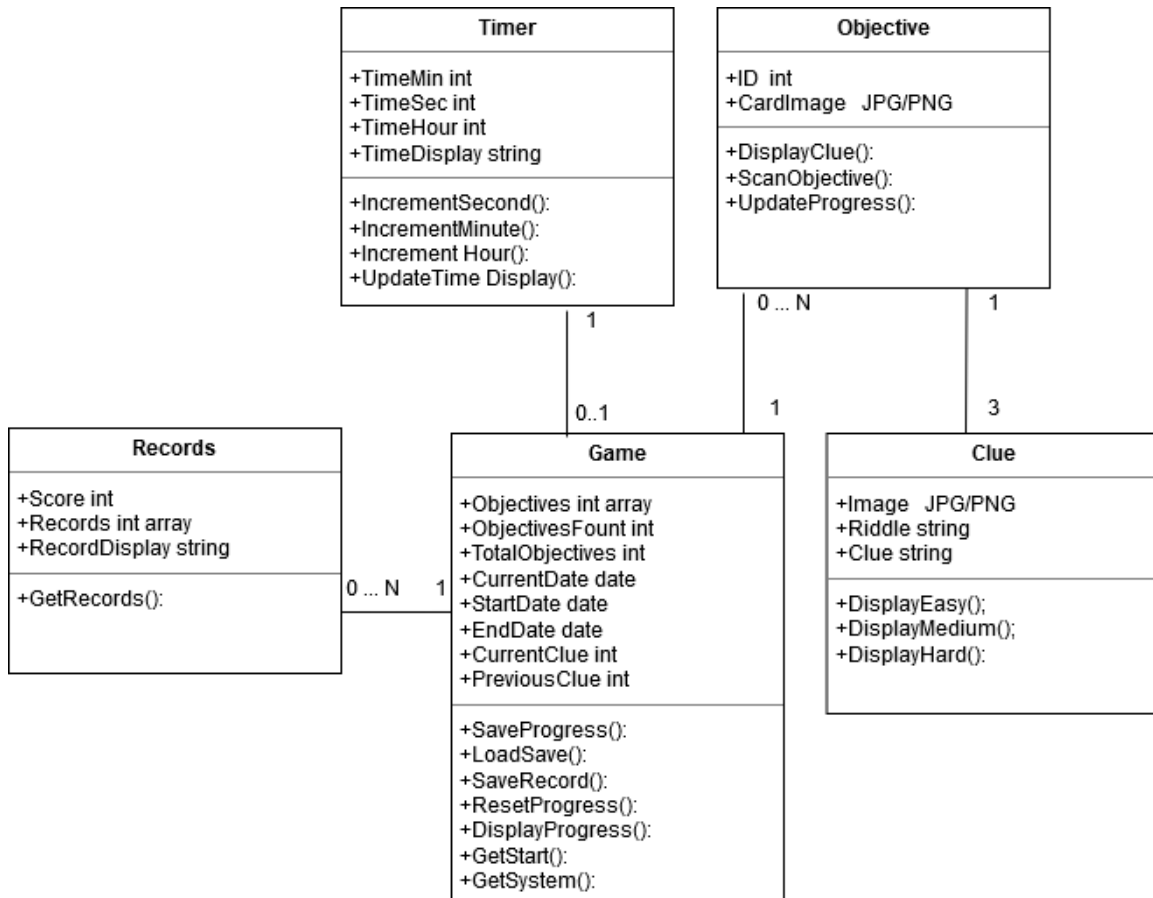 Timer
+TimeMin int
+TimeSec int
+TimeHour int
+TimeDisplay string
+IncrementSecond():
+IncrementMinute():
+Increment Hour():
+UpdateTime Display():
Objective
+ID  int
+CardImage   JPG/PNG
+DisplayClue():
+ScanObjective():
+UpdateProgress():
1
0..1
0 ... N
1
1
3
Records
+Score int
+Records int array
+RecordDisplay string
+GetRecords():
0 ... N
1
Game
+Objectives int array
+ObjectivesFount int
+TotalObjectives int
+CurrentDate date
+StartDate date
+EndDate date
+CurrentClue int
+PreviousClue int
+SaveProgress():
+LoadSave():
+SaveRecord():
+ResetProgress():
+DisplayProgress():
+GetStart():
+GetSystem():
Clue
+Image   JPG/PNG
+Riddle string
+Clue string
+DisplayEasy();
+DisplayMedium();
+DisplayHard():